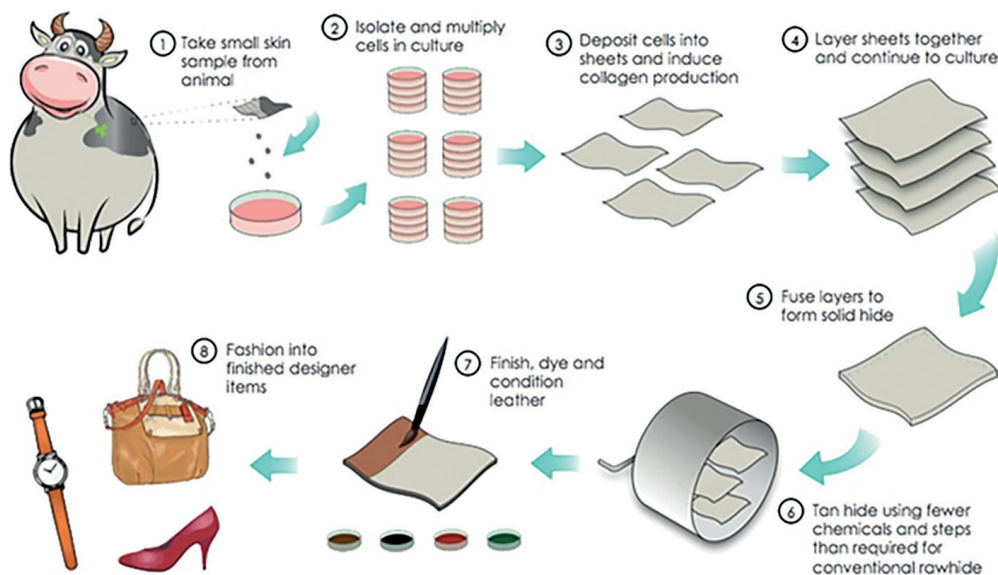 1 Take small skin
sample from
animal
2 Isolate and multiply
cells in culture
3 Deposit cells into
sheets and induce
collagen production
4 Layer sheets together
and continue to culture
5 Fuse layers to
form solid hide
6 Tan hide using fewer
chemicals and steps
than required for
conventional rawhide
7 Finish, dye and
condition
leather
8 Fashion into
finished designer
items